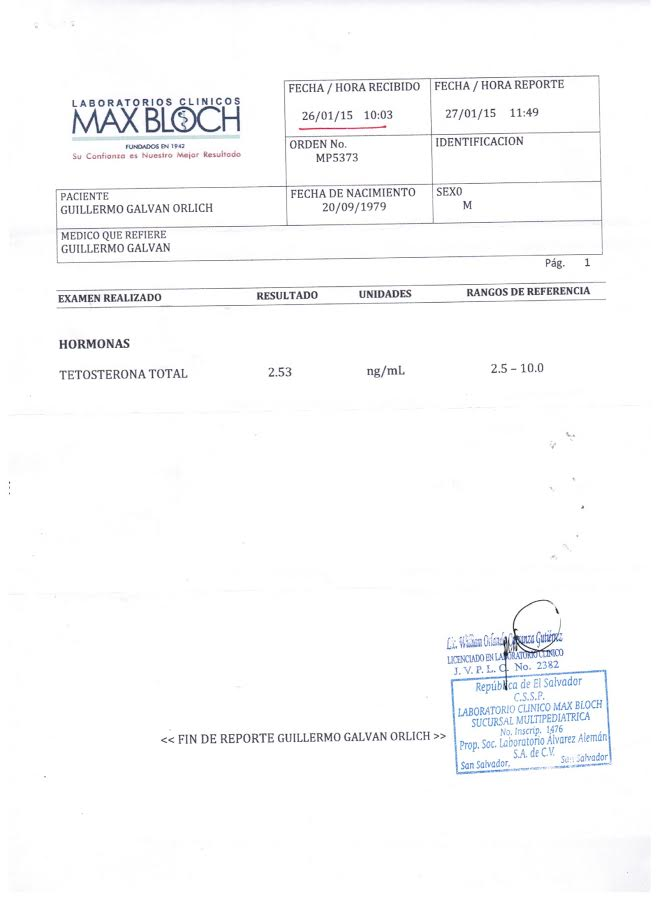 LABORATORIOS CLINICOS
MAX BLOCH
FUNDADOS EN 1942
Su Confianza es Nuestro Mejor Resultado
FECHA / HORA RECIBIDO
26/01/15 10:03
FECHA / HORA REPORTE
27/01/15 11:49
ORDEN No.
MP5373
IDENTIFICACION
PACIENTE
GUILLERMO GALVAN ORLICH
FECHA DE NACIMIENTO
20/09/1979
SEXO
M
MEDICO QUE REFIERE
GUILLERMO GALVAN
Pág. 1
EXAMEN REALIZADO RESULTADO UNIDADES RANGOS DE REFERENCIA
HORMONAS
TETOSTERONA TOTAL 2.53 ng/mL 2.5 – 10.0
Lic. William Gutiérrez
LICENCIADO EN LABORATORIO CLINICO
J. V. P. L. C. No. 2382
República de El Salvador
C.S.S.P.
LABORATORIO CLINICO MAX BLOCH
SUCURSAL MULTIPEDIATRICA
No. Inscrip. 1476
Prop. Soc. Laboratorio Alvarez Alemán
S.A. de C.V.
San Salvador, San Salvador
<< FIN DE REPORTE GUILLERMO GALVAN ORLICH >>